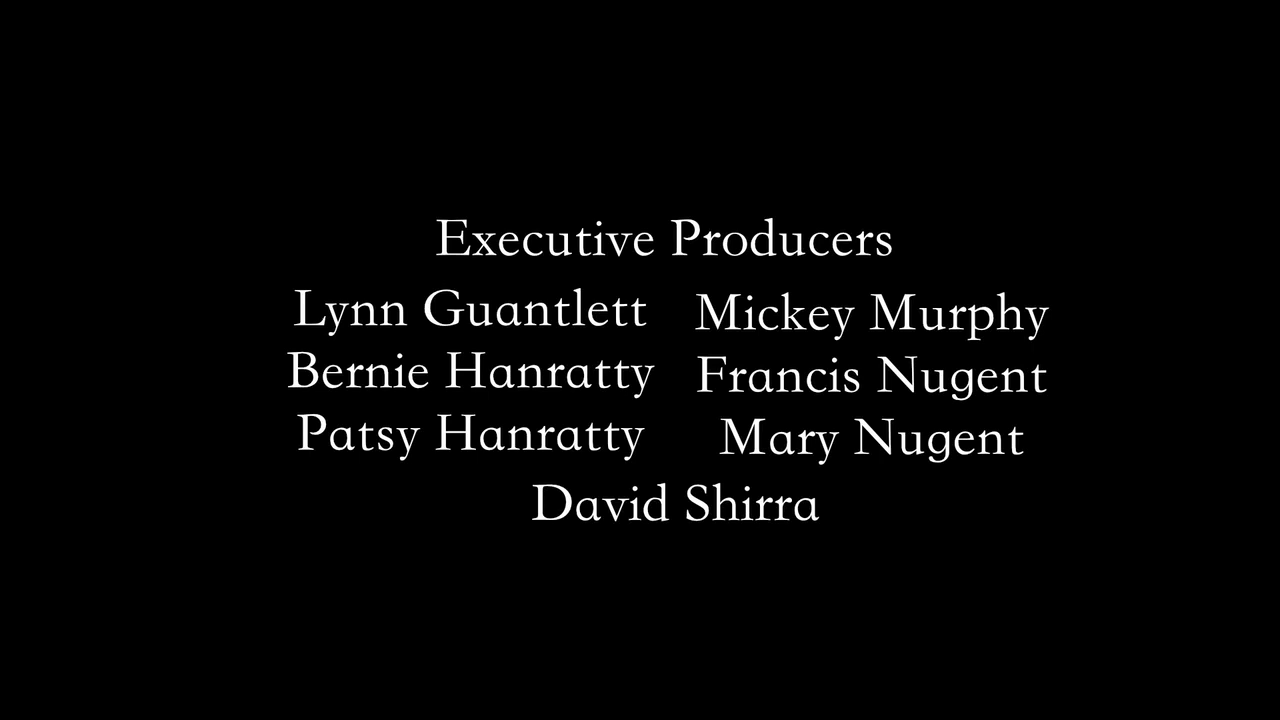 Executive Producers
Lynn Guantlett Mickey Murphy
Bernie Hanratty Francis Nugent
Patsy Hanratty Mary Nugent
David Shirra